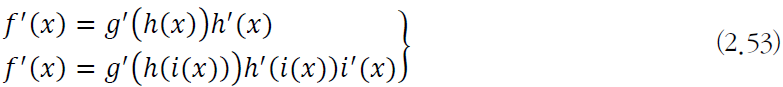 f′(x) = g′(h(x))h′(x)
f′(x) = g′(h(i(x)))h′(i(x))i′(x)} (2.53)